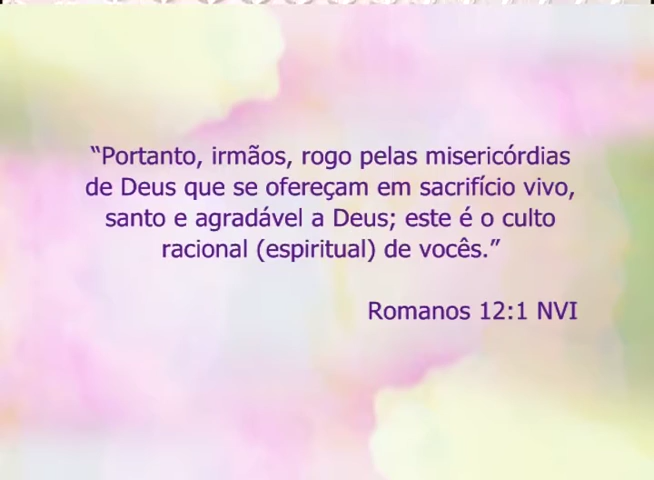 “Portanto, irmãos, rogo pelas misericórdias
de Deus que se ofereçam em sacrifício vivo,
santo e agradável a Deus; este é o culto
racional (espiritual) de vocês.”
Romanos 12:1 NVI